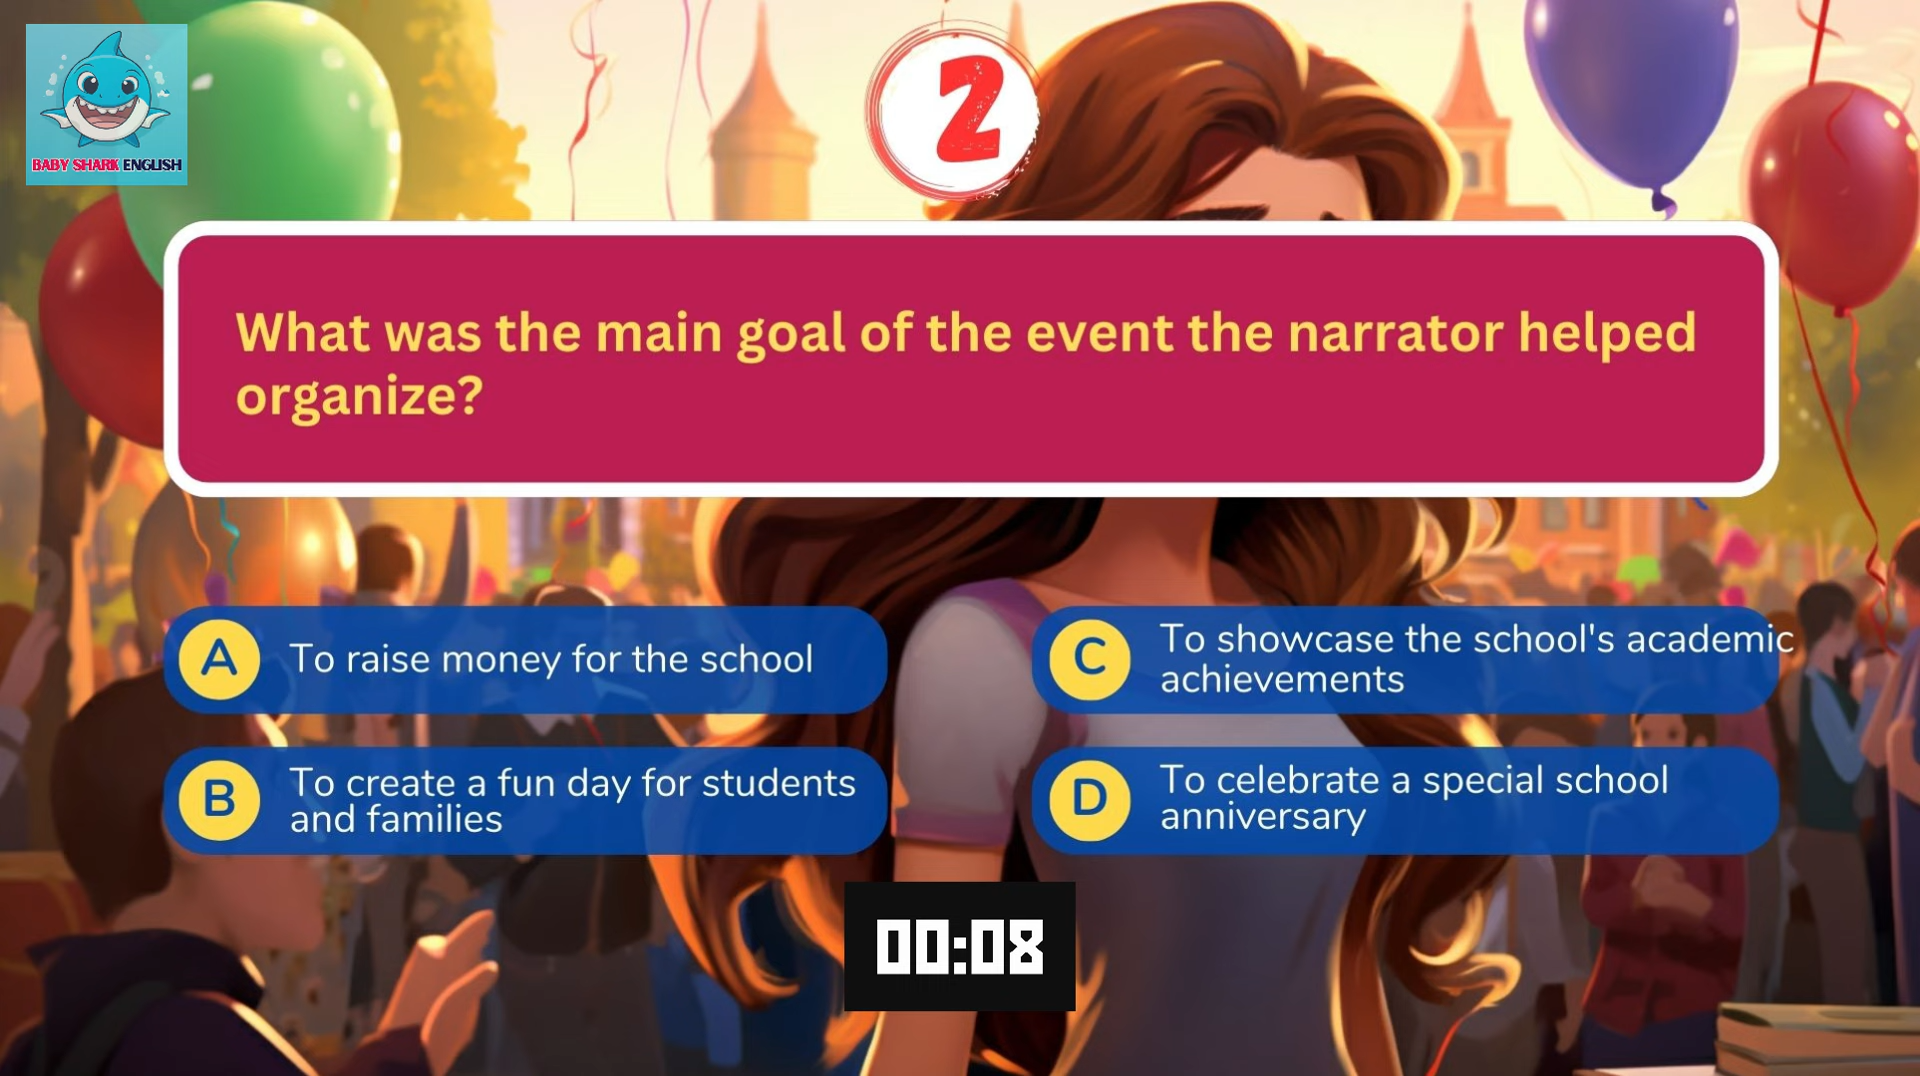 BABY SHARK ENGLISH
2
What was the main goal of the event the narrator helped
organize?
A
To raise money for the school
B
To create a fun day for students
and families
C
To showcase the school's academic
achievements
D
To celebrate a special school
anniversary
00:08